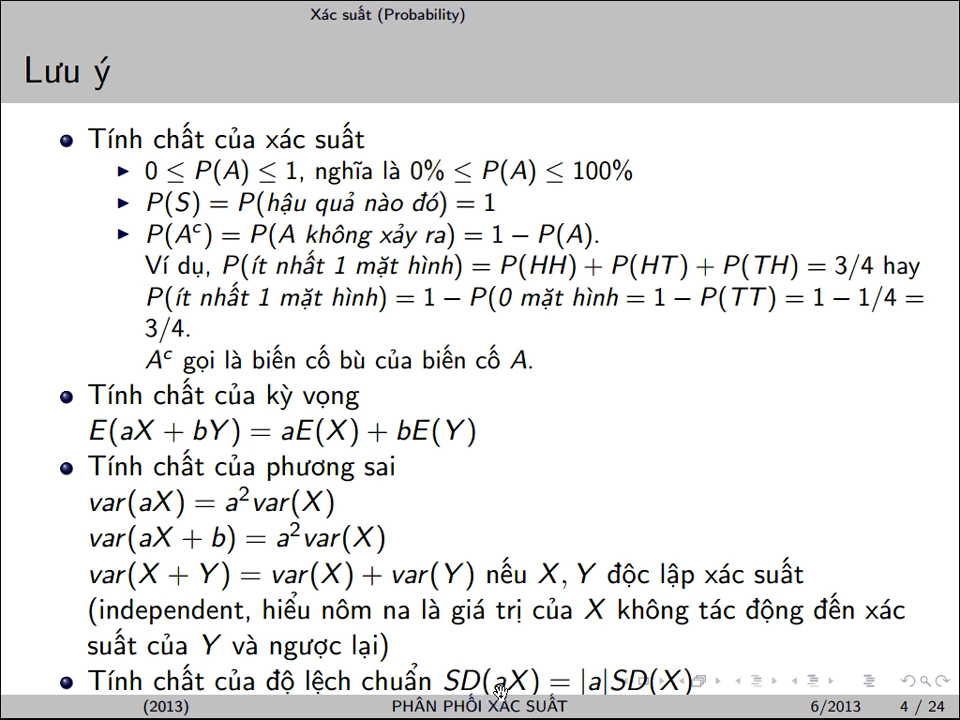 Xác suất (Probability)
Lưu ý
Tính chất của xác suất
0 ≤ P(A) ≤ 1, nghĩa là 0% ≤ P(A) ≤ 100%
P(S) = P(hậu quả nào đó) = 1
P(Aᶜ) = P(A không xảy ra) = 1 − P(A).
Ví dụ, P(ít nhất 1 mặt hình) = P(HH) + P(HT) + P(TH) = 3/4 hay
P(ít nhất 1 mặt hình) = 1 − P(0 mặt hình = 1 − P(TT) = 1 − 1/4 =
3/4.
Aᶜ gọi là biến cố bù của biến cố A.
Tính chất của kỳ vọng
E(aX + bY) = aE(X) + bE(Y)
Tính chất của phương sai
var(aX) = a²var(X)
var(aX + b) = a²var(X)
var(X + Y) = var(X) + var(Y) nếu X, Y độc lập xác suất
(independent, hiểu nôm na là giá trị của X không tác động đến xác
suất của Y và ngược lại)
Tính chất của độ lệch chuẩn SD(aX) = |a|SD(X)
(2013) PHÂN PHỐI XÁC SUẤT 6/2013 4 / 24